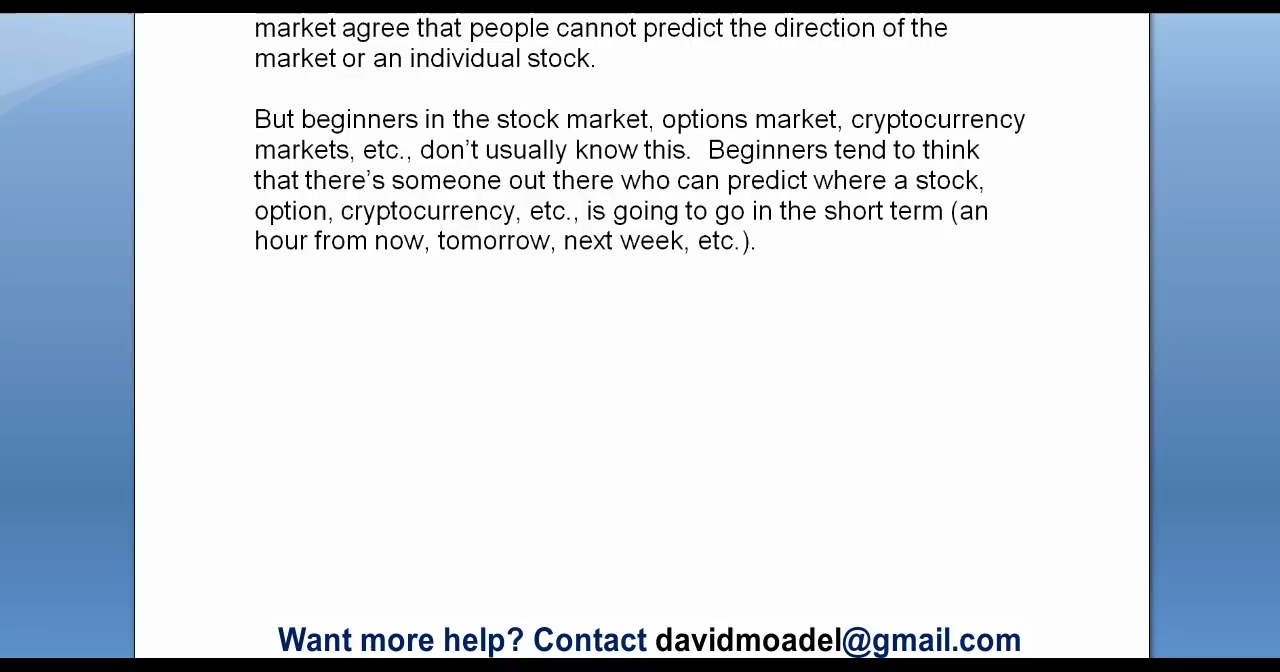 market agree that people cannot predict the direction of the
market or an individual stock.
But beginners in the stock market, options market, cryptocurrency
markets, etc., don’t usually know this.  Beginners tend to think
that there’s someone out there who can predict where a stock,
option, cryptocurrency, etc., is going to go in the short term (an
hour from now, tomorrow, next week, etc.).
Want more help? Contact davidmoadel@gmail.com